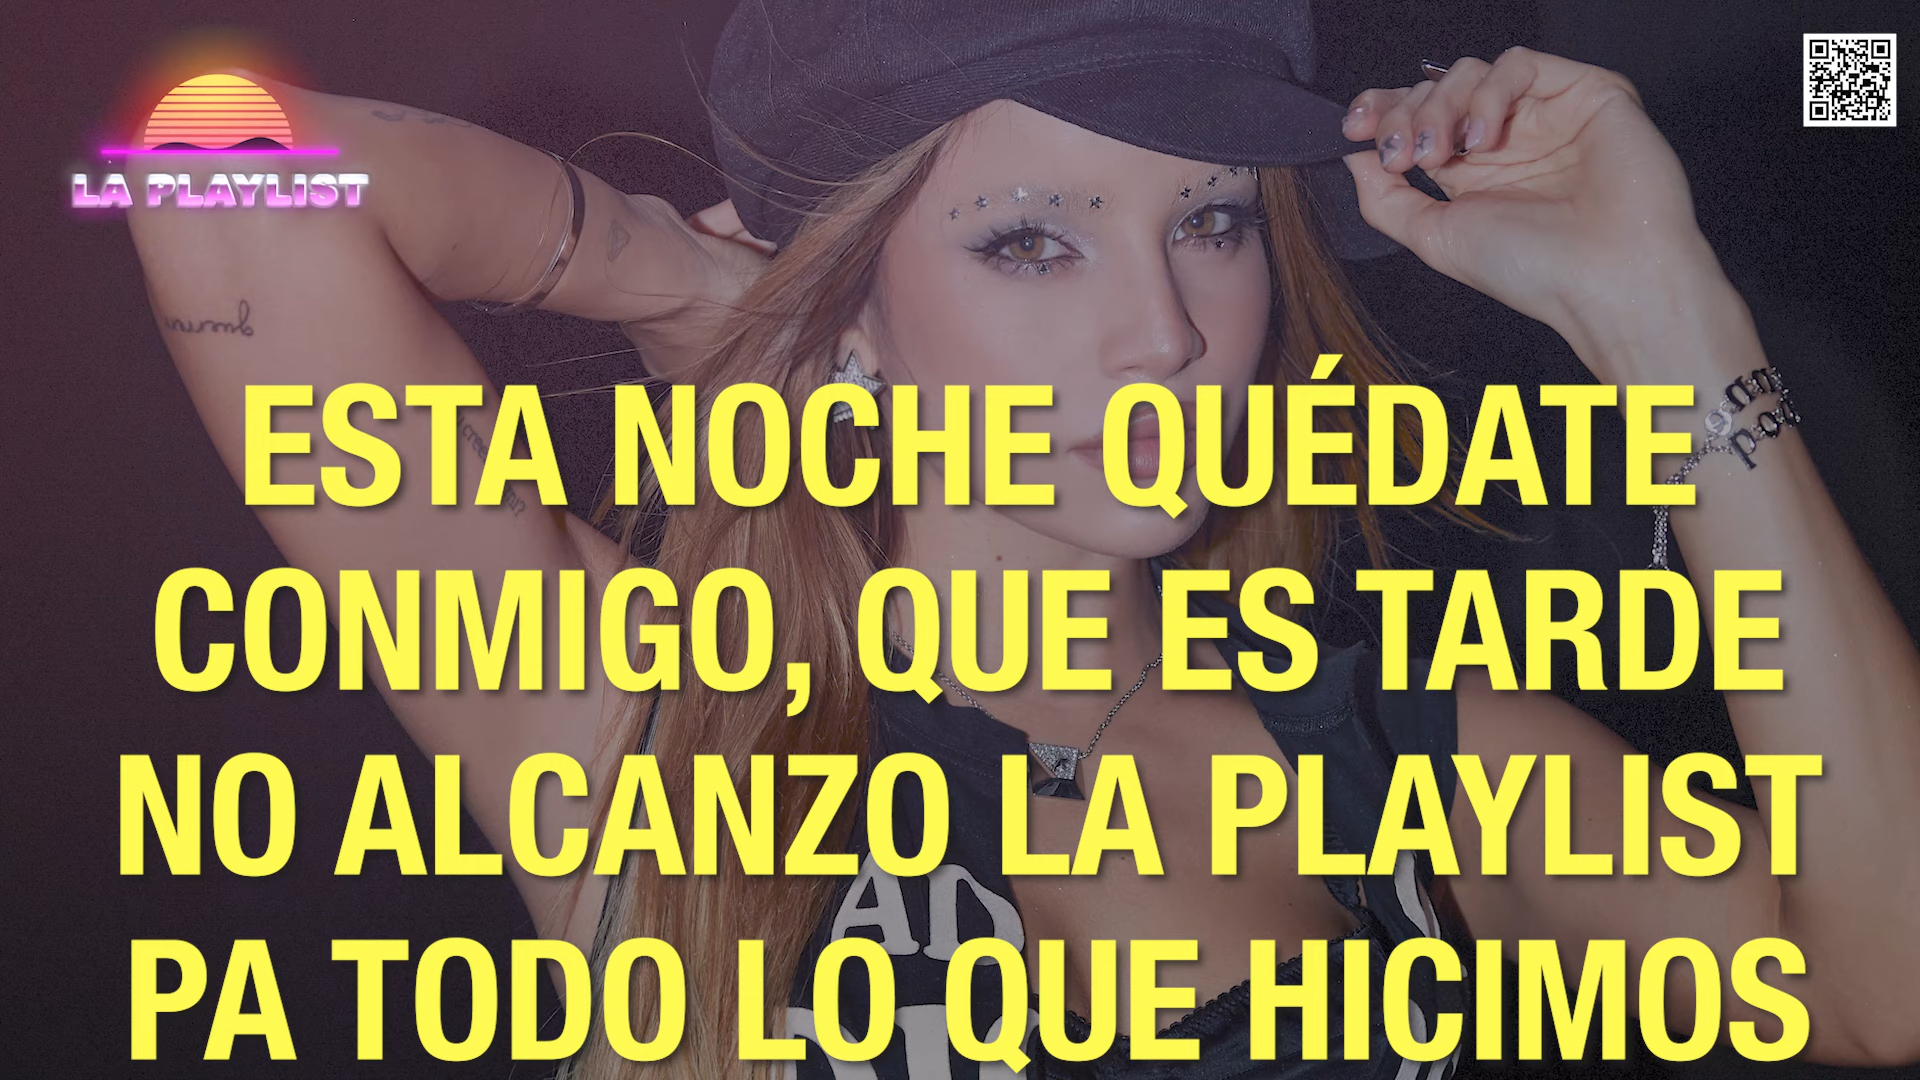 LA PLAYLIST
ESTA NOCHE QUÉDATE
CONMIGO, QUE ES TARDE
NO ALCANZO LA PLAYLIST
PA TODO LO QUE HICIMOS